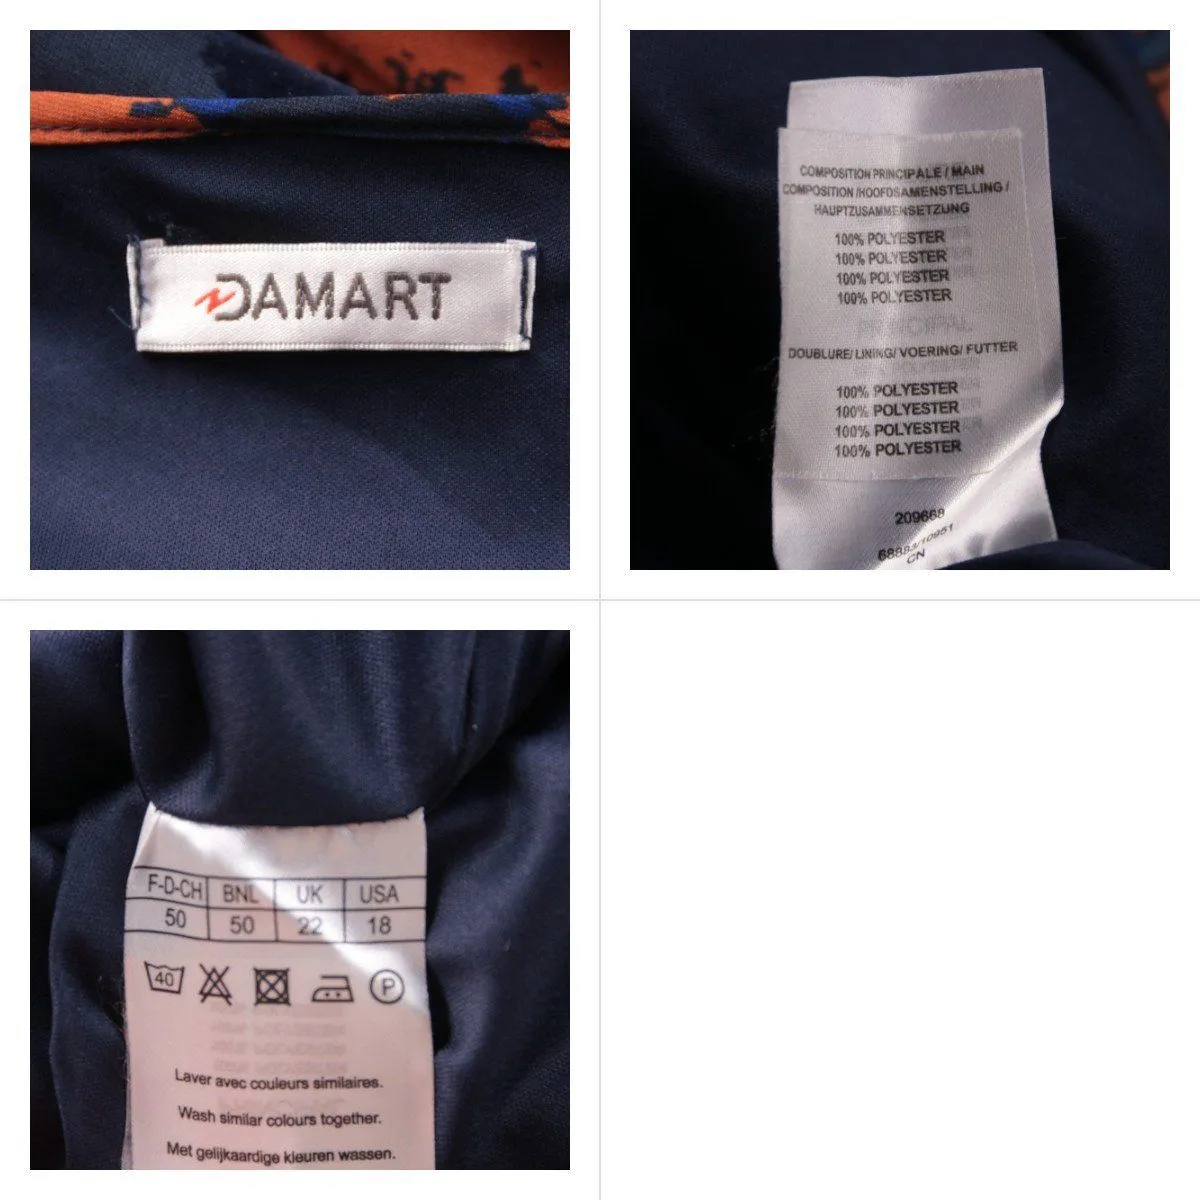 DAMART
COMPOSITION PRINCIPALE / MAIN
COMPOSITION /HOOFDSAMENSTELLING /
HAUPTZUSAMMENSETZUNG
100% POLYESTER
100% POLYESTER
100% POLYESTER
100% POLYESTER
DOUBLURE/ LINING/ VOERING/ FUTTER
100% POLYESTER
100% POLYESTER
100% POLYESTER
100% POLYESTER
209668
68883/10951
CN
F-D-CH BNL UK USA
50 50 22 18
40 P
Laver avec couleurs similaires.
Wash similar colours together.
Met gelijkaardige kleuren wassen.